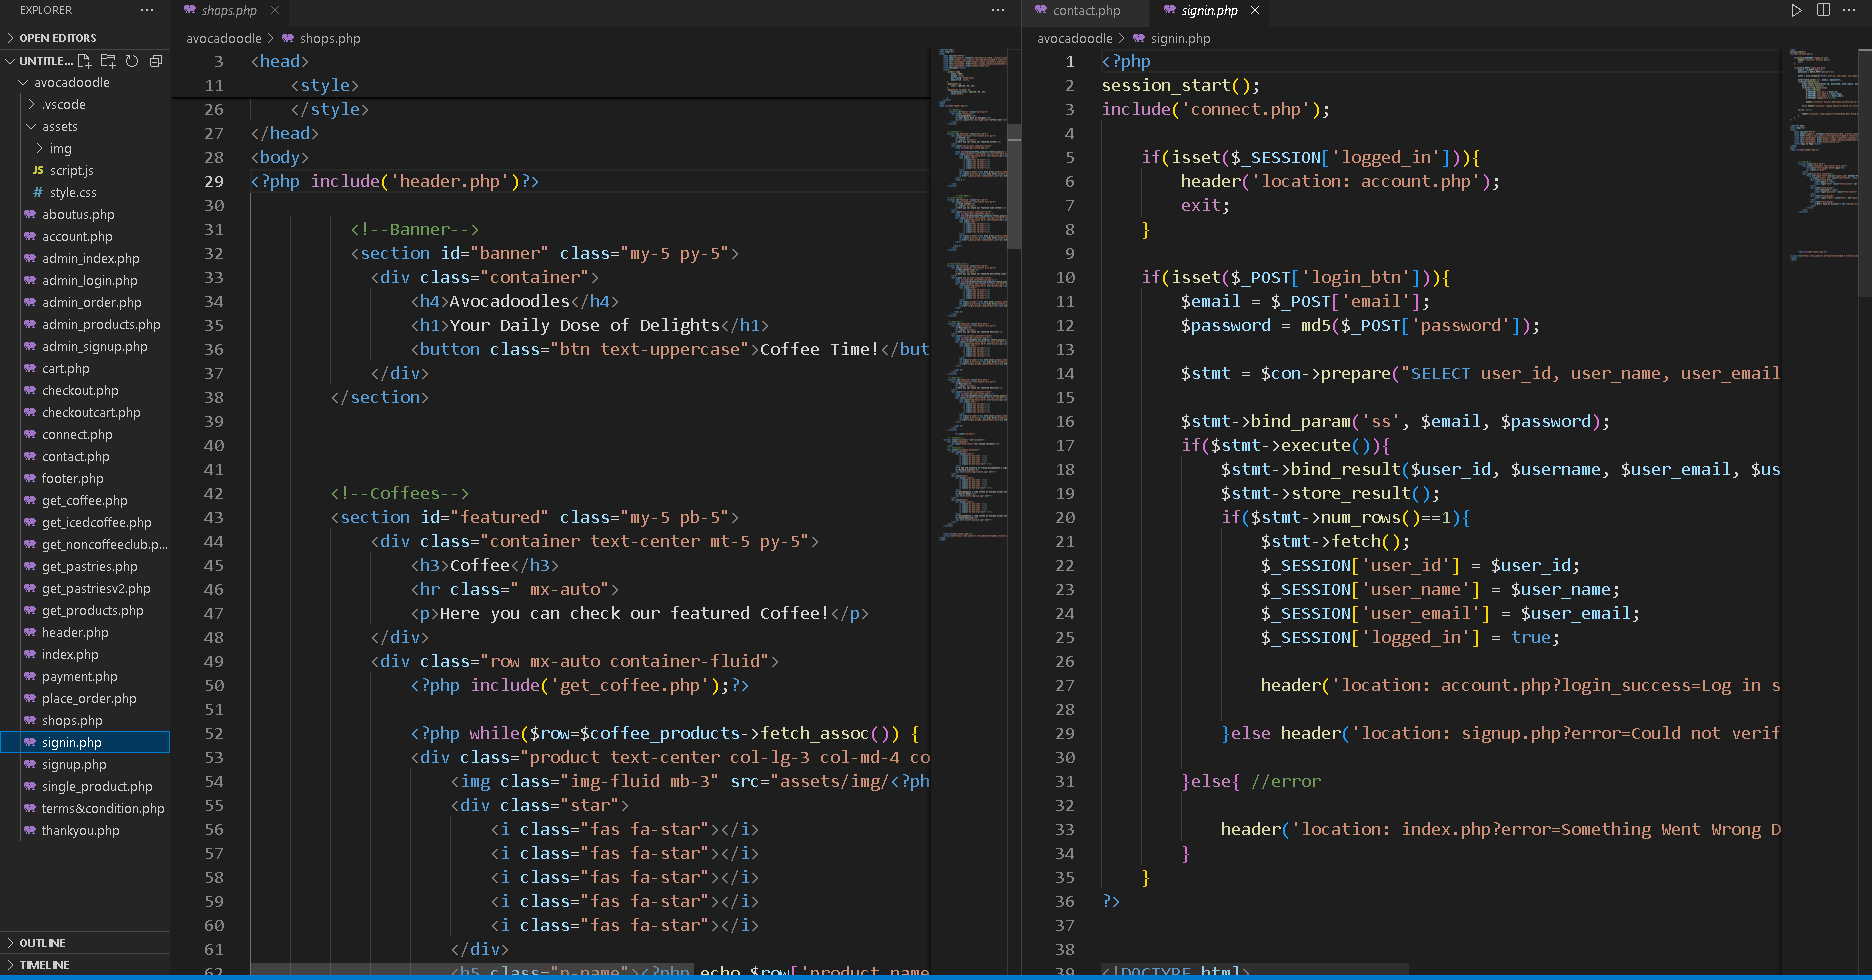 EXPLORER
OPEN EDITORS
UNTITLE...
avocadoodle
.vscode
assets
img
JS script.js
# style.css
aboutus.php
account.php
admin_index.php
admin_login.php
admin_order.php
admin_products.php
admin_signup.php
cart.php
checkout.php
checkoutcart.php
connect.php
contact.php
footer.php
get_coffee.php
get_icedcoffee.php
get_noncoffeeclub.p...
get_pastries.php
get_pastriesv2.php
get_products.php
header.php
index.php
payment.php
place_order.php
shops.php
signin.php
signup.php
single_product.php
terms&condition.php
thankyou.php
OUTLINE
TIMELINE
shops.php
avocadoodle > shops.php
3 <head>
11 <style>
26 </style>
27 </head>
28 <body>
29 <?php include('header.php')?>
30
31 <!--Banner-->
32 <section id="banner" class="my-5 py-5">
33 <div class="container">
34 <h4>Avocadoodles</h4>
35 <h1>Your Daily Dose of Delights</h1>
36 <button class="btn text-uppercase">Coffee Time!</but
37 </div>
38 </section>
39
40
41
42 <!--Coffees-->
43 <section id="featured" class="my-5 pb-5">
44 <div class="container text-center mt-5 py-5">
45 <h3>Coffee</h3>
46 <hr class=" mx-auto">
47 <p>Here you can check our featured Coffee!</p>
48 </div>
49 <div class="row mx-auto container-fluid">
50 <?php include('get_coffee.php');?>
51
52 <?php while($row=$coffee_products->fetch_assoc()) {
53 <div class="product text-center col-lg-3 col-md-4 co
54 <img class="img-fluid mb-3" src="assets/img/<?ph
55 <div class="star">
56 <i class="fas fa-star"></i>
57 <i class="fas fa-star"></i>
58 <i class="fas fa-star"></i>
59 <i class="fas fa-star"></i>
60 <i class="fas fa-star"></i>
61 </div>
62 <h5 class="p-name"><?php echo $row['product_name
contact.php
signin.php
avocadoodle > signin.php
1 <?php
2 session_start();
3 include('connect.php');
4
5 if(isset($_SESSION['logged_in'])){
6 header('location: account.php');
7 exit;
8 }
9
10 if(isset($_POST['login_btn'])){
11 $email = $_POST['email'];
12 $password = md5($_POST['password']);
13
14 $stmt = $con->prepare("SELECT user_id, user_name, user_email
15
16 $stmt->bind_param('ss', $email, $password);
17 if($stmt->execute()){
18 $stmt->bind_result($user_id, $username, $user_email, $us
19 $stmt->store_result();
20 if($stmt->num_rows()==1){
21 $stmt->fetch();
22 $_SESSION['user_id'] = $user_id;
23 $_SESSION['user_name'] = $user_name;
24 $_SESSION['user_email'] = $user_email;
25 $_SESSION['logged_in'] = true;
26
27 header('location: account.php?login_success=Log in s
28
29 }else header('location: signup.php?error=Could not verif
30
31 }else{ //error
32
33 header('location: index.php?error=Something Went Wrong D
34 }
35 }
36 ?>
37
38
39 <!DOCTYPE html>